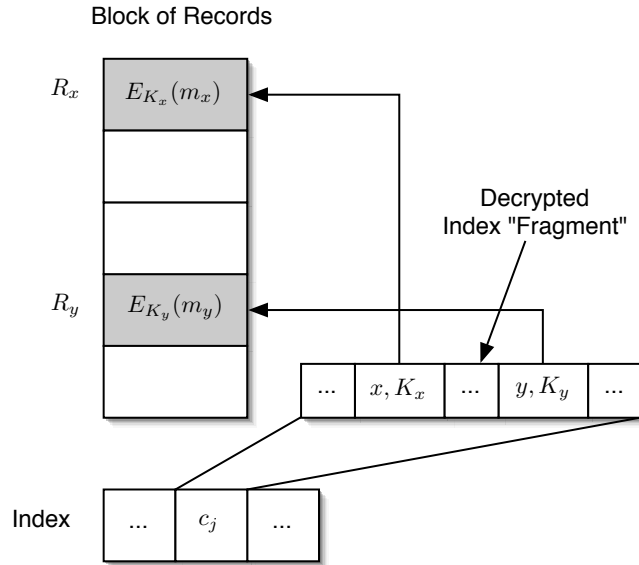 Block of Records
R_x E_{K_x}(m_x)
Decrypted
Index "Fragment"
R_y E_{K_y}(m_y)
... x, K_x ... y, K_y ...
Index ... c_j ...